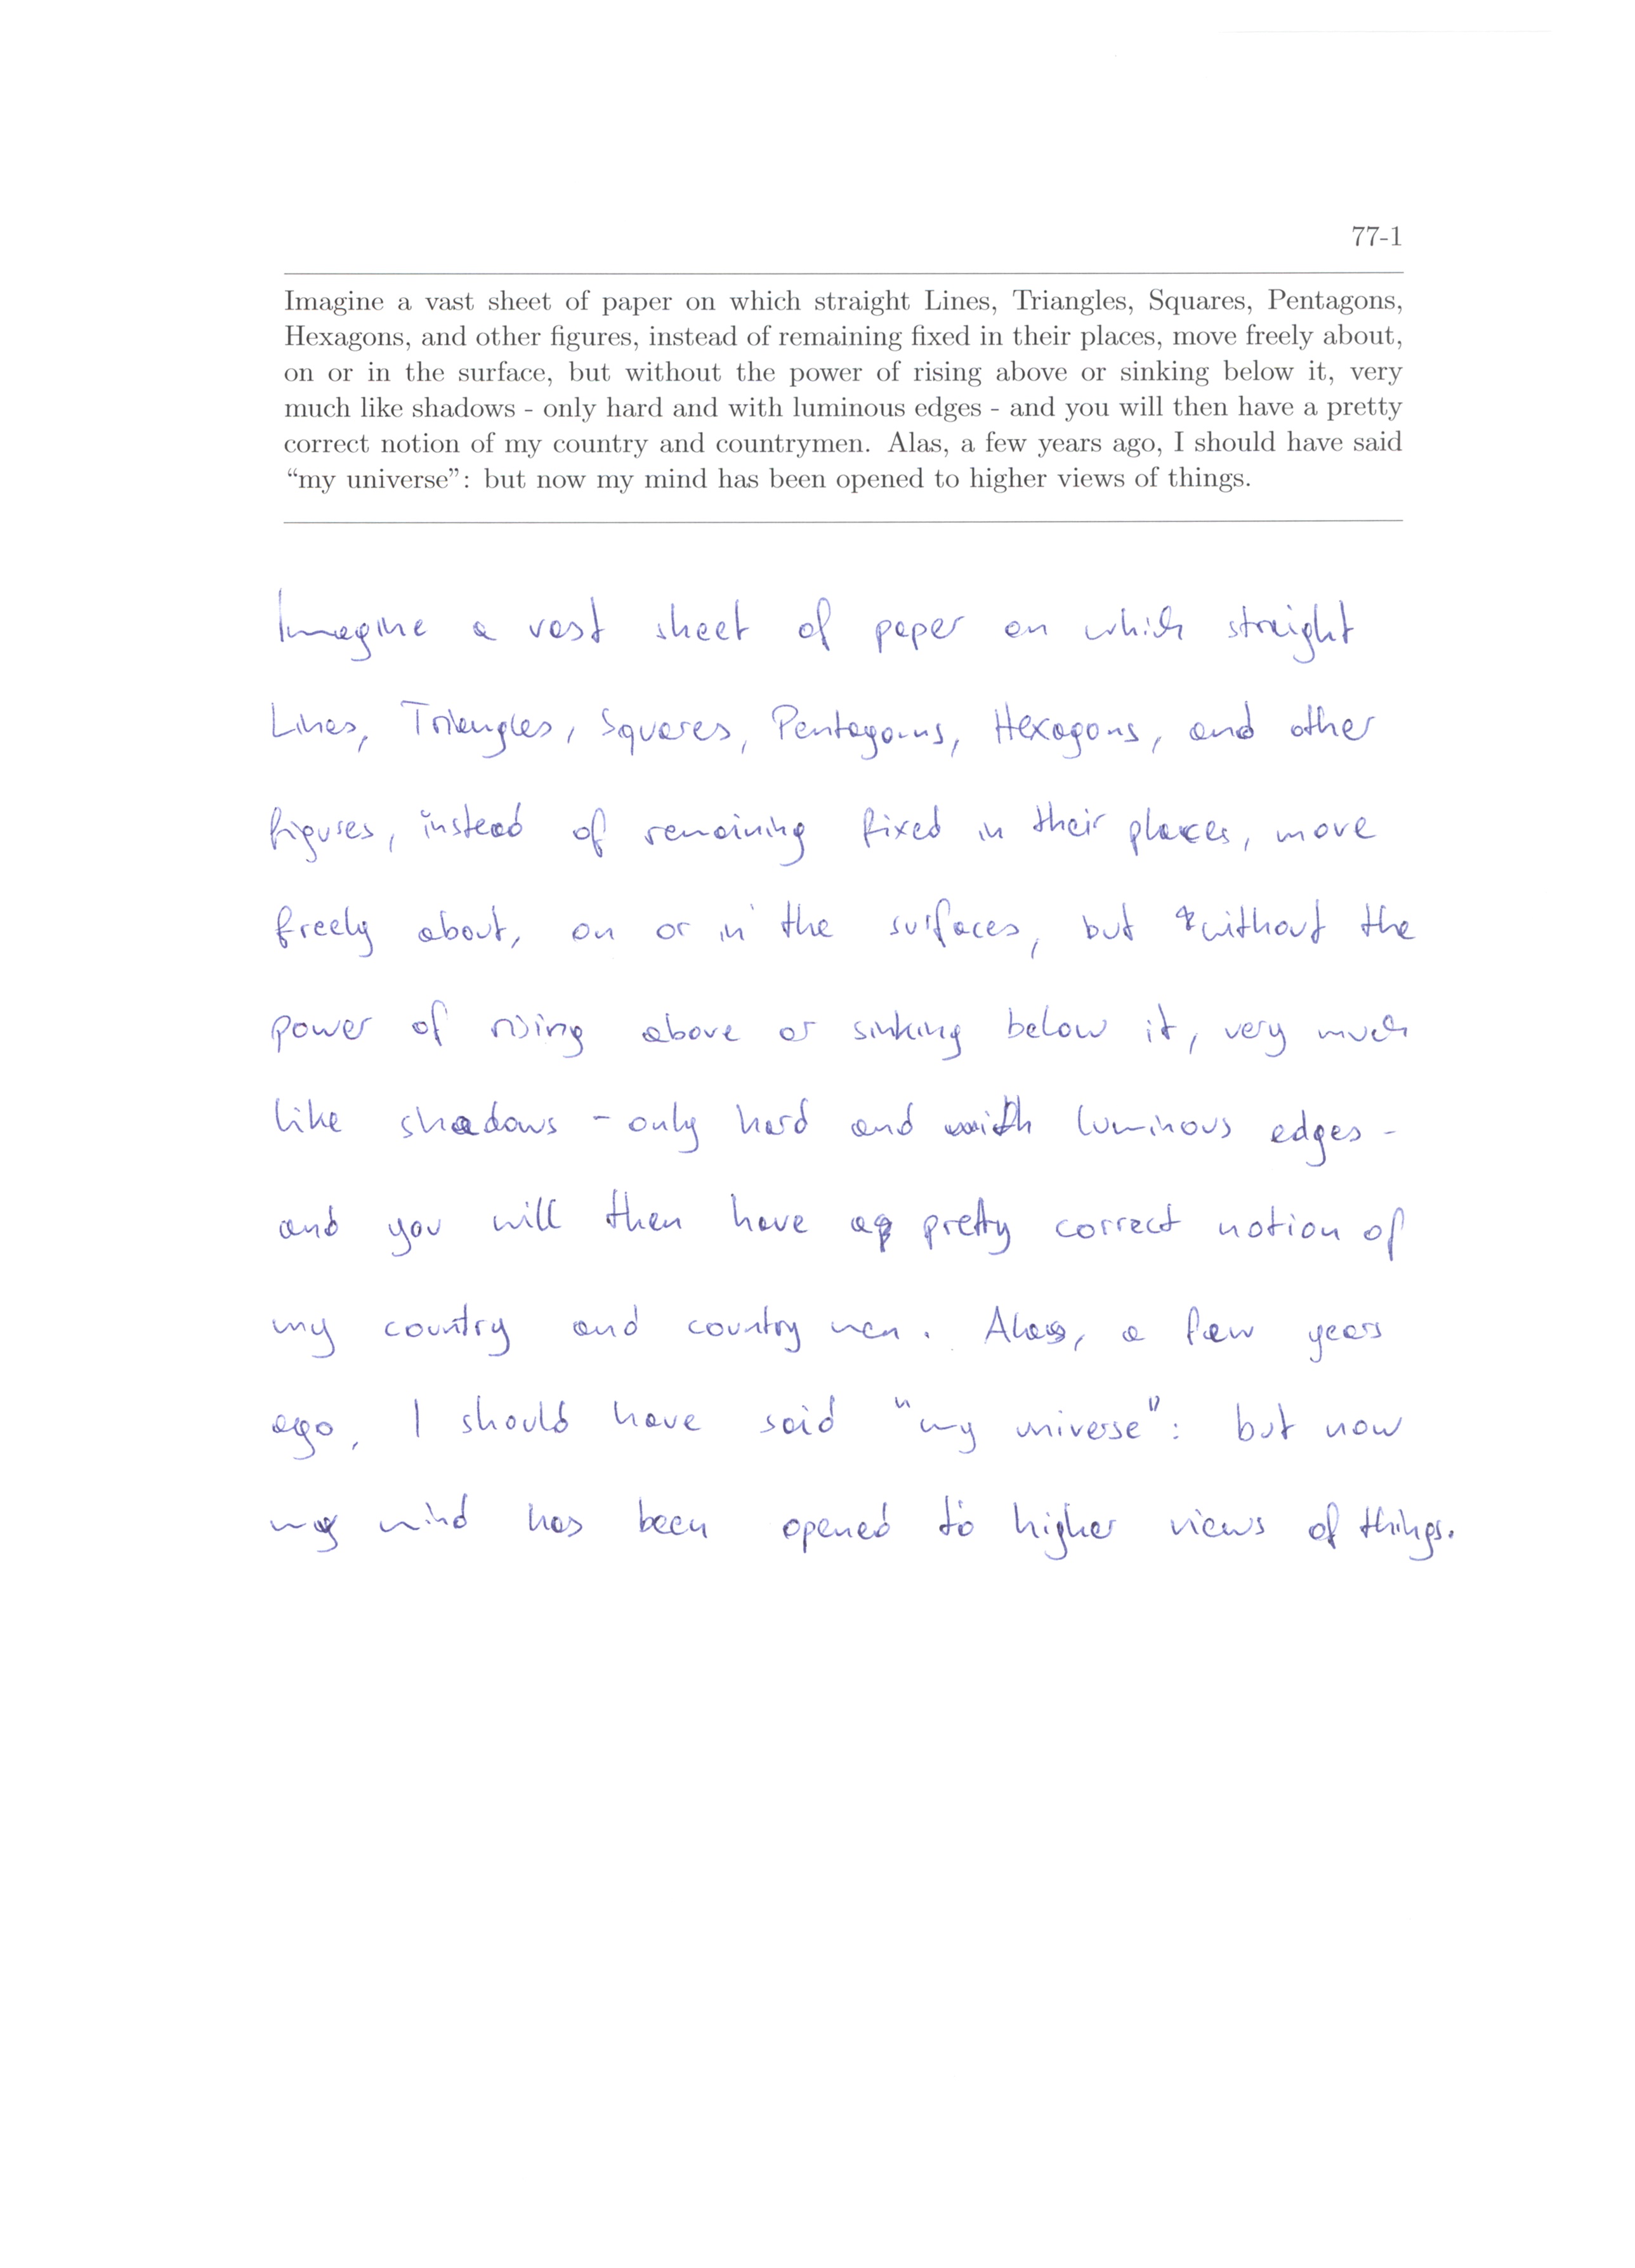 77-1
Imagine a vast sheet of paper on which straight Lines, Triangles, Squares, Pentagons,
Hexagons, and other figures, instead of remaining fixed in their places, move freely about,
on or in the surface, but without the power of rising above or sinking below it, very
much like shadows - only hard and with luminous edges - and you will then have a pretty
correct notion of my country and countrymen. Alas, a few years ago, I should have said
“my universe”: but now my mind has been opened to higher views of things.
Imagine a vast sheet of paper on which straight
Lines, Triangles, Squares, Pentagons, Hexagons, and other
figures, instead of remaining fixed in their places, move
freely about, on or in the surfaces, but without the
power of rising above or sinking below it, very much
like shadows - only hard and with luminous edges -
and you will then have a pretty correct notion of
my country and country men. Alas, a few years
ago, I should have said "my universe": but now
my mind has been opened to higher views of things.